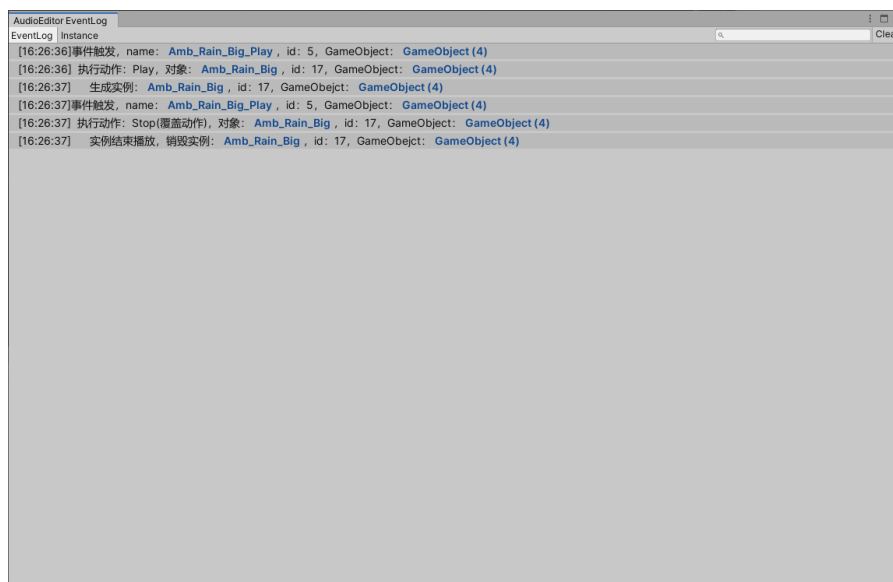 AudioEditor EventLog
EventLog Instance Clea
[16:26:36]事件触发，name： Amb_Rain_Big_Play ，id：5，GameObject： GameObject (4)
[16:26:36] 执行动作：Play，对象： Amb_Rain_Big ，id：17，GameObject： GameObject (4)
[16:26:37] 生成实例： Amb_Rain_Big ，id：17，GameObejct： GameObject (4)
[16:26:37]事件触发，name： Amb_Rain_Big_Play ，id：5，GameObject： GameObject (4)
[16:26:37] 执行动作：Stop(覆盖动作)，对象： Amb_Rain_Big ，id：17，GameObject： GameObject (4)
[16:26:37] 实例结束播放，销毁实例： Amb_Rain_Big ，id：17，GameObejct： GameObject (4)